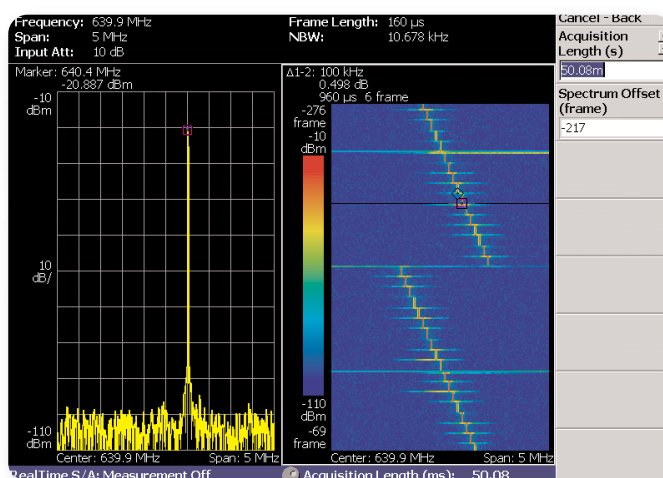 Frequency: 639.9 MHz
Span: 5 MHz
Input Att: 10 dB
Frame Length: 160 µs
NBW: 10.678 kHz
Cancel - Back
Acquisition
Length (s)
50.08m
Spectrum Offset
(frame)
-217
Marker: 640.4 MHz
-20.887 dBm
-10
dBm
10
dB/
-110
dBm
Center: 639.9 MHz
Span: 5 MHz
Δ1-2: 100 kHz
0.498 dB
960 µs 6 frame
-276
frame
-10
dBm
-110
dBm
-69
frame
Center: 639.9 MHz
Span: 5 MHz
RealTime S/A: Measurement Off
Acquisition Length (ms): 50.08